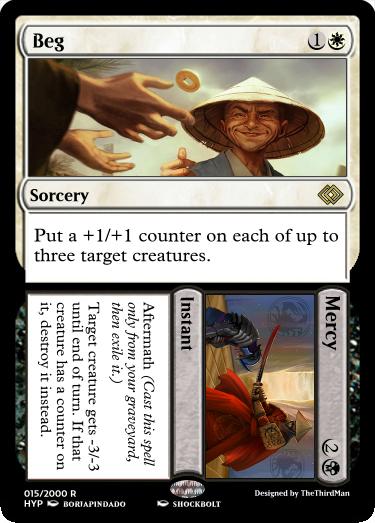 Beg
1
Sorcery
Put a +1/+1 counter on each of up to
three target creatures.
Mercy
2
Instant
Aftermath (Cast this spell
only from your graveyard,
then exile it.)
Target creature gets -3/-3
until end of turn. If that
creature has a counter on
it, destroy it instead.
015/2000 R
HYP BORJAPINDADO SHOCKBOLT
Designed by TheThirdMan